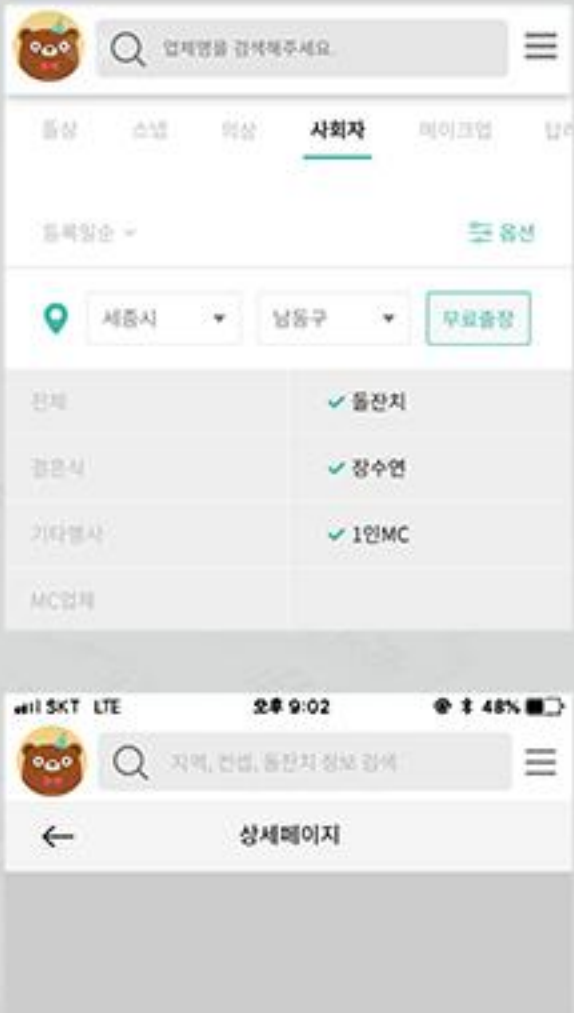 업체명을 검색해주세요.
돌상 스냅 의상 사회자 메이크업 답례
등록일순 옵션
세종시 남동구 무료출장
전체 돌잔치
결혼식 장수연
기타행사 1인MC
MC업체
SKT LTE 오후 9:02 48%
지역, 컨셉, 돌잔치 정보 검색
상세페이지